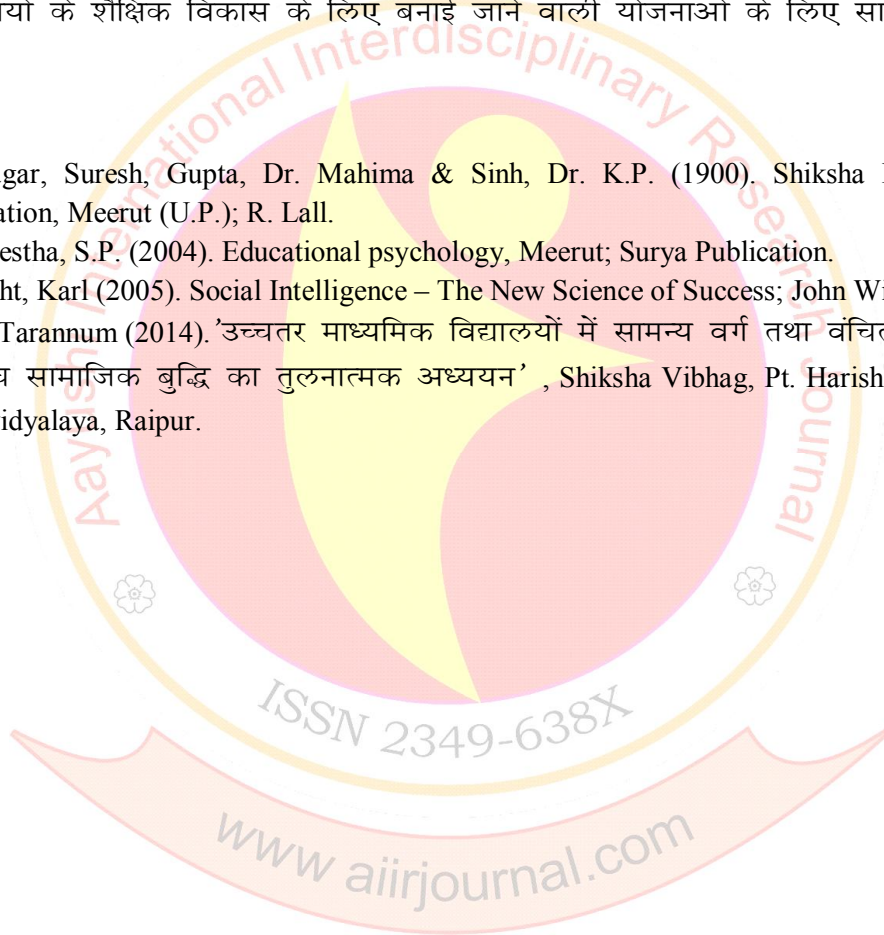 यों के शैक्षिक विकास के लिए बनाई जाने वाली योजनाओं के लिए सा
gar, Suresh, Gupta, Dr. Mahima & Sinh, Dr. K.P. (1900). Shiksha
ation, Meerut (U.P.); R. Lall.
estha, S.P. (2004). Educational psychology, Meerut; Surya Publication.
ht, Karl (2005). Social Intelligence – The New Science of Success; John Wi
Tarannum (2014).'उच्चतर माध्यमिक विद्यालयों में सामन्य वर्ग तथा वंचित
सामाजिक बुद्धि का तुलनात्मक अध्ययन' , Shiksha Vibhag, Pt. Harish
idyalaya, Raipur.
Aayushi International Interdisciplinary Research Journal
ISSN 2349-638X
www aiirjournal.com